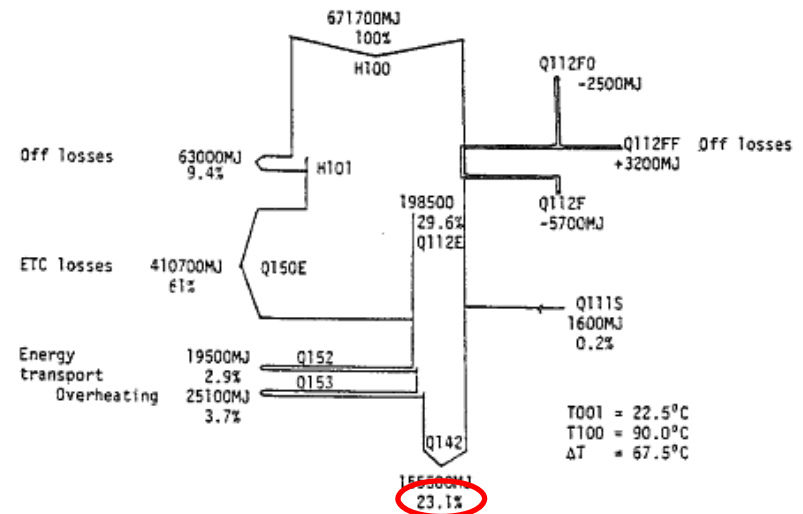 671700MJ
100%
H100
Q112FO
-2500MJ
Off losses
63000MJ
9.4%
H101
Q112FF Off losses
+3200MJ
198500
29.6%
Q112E
Q112F
-5700MJ
ETC losses
410700MJ
61%
Q150E
Q111S
1600MJ
0.2%
Energy
transport
19500MJ
2.9%
Q152
Overheating
25100MJ
3.7%
Q153
T001 = 22.5°C
T100 = 90.0°C
ΔT = 67.5°C
Q142
155500MJ
23.1%